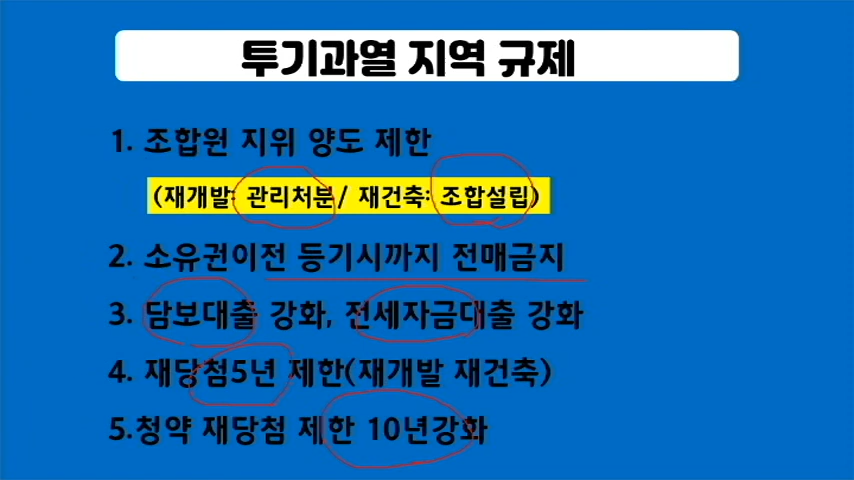 투기과열 지역 규제
1. 조합원 지위 양도 제한
(재개발: 관리처분/ 재건축: 조합설립)
2. 소유권이전 등기시까지 전매금지
3. 담보대출 강화, 전세자금대출 강화
4. 재당첨5년 제한(재개발 재건축)
5.청약 재당첨 제한 10년강화